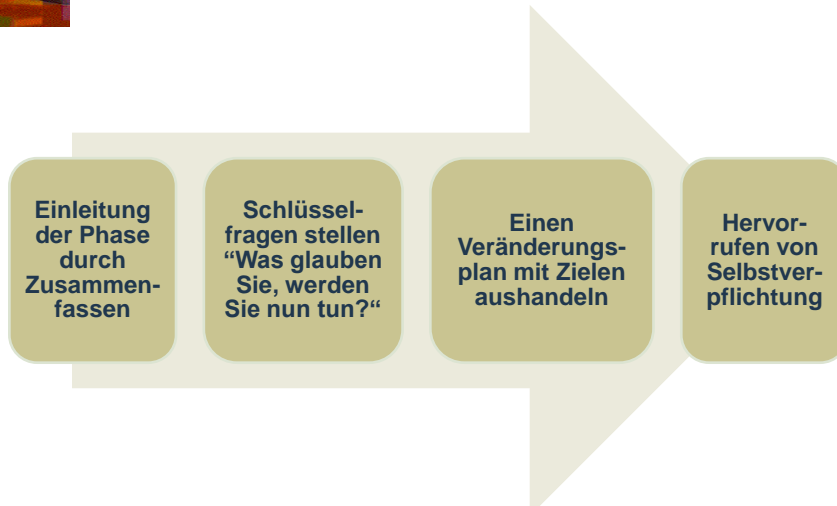 Einleitung
der Phase
durch
Zusammen-
fassen
Schlüssel-
fragen stellen
“Was glauben
Sie, werden
Sie nun tun?“
Einen
Veränderungs-
plan mit Zielen
aushandeln
Hervor-
rufen von
Selbstver-
pflichtung